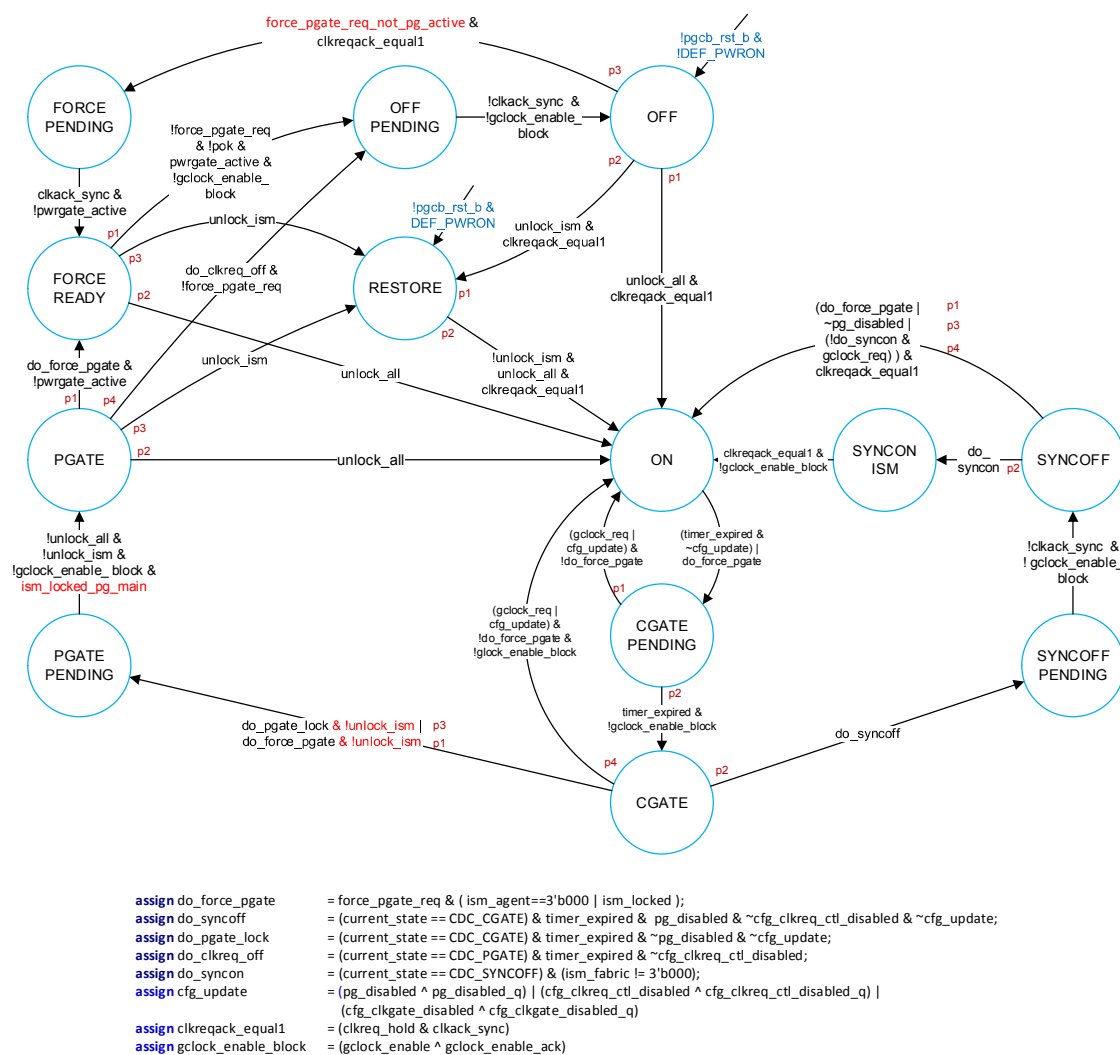 force_pgate_req_not_pg_active &
clkreqack_equal1
!pgcb_rst_b &
!DEF_PWRON
p3
FORCE
PENDING
OFF
PENDING
!clkack_sync &
!gclock_enable_
block
OFF
!force_pgate_req
& !pok &
pwrgate_active &
!gclock_enable_
block
p2
p1
clkack_sync &
!pwrgate_active
!pgcb_rst_b &
DEF_PWRON
unlock_ism
unlock_ism &
clkreqack_equal1
p1
p3
FORCE
READY
do_clkreq_off &
!force_pgate_req
RESTORE
unlock_all &
clkreqack_equal1
p2
p1
p2
(do_force_pgate |
~pg_disabled |
(!do_syncon &
gclock_req) ) &
clkreqack_equal1
p1
p3
p4
do_force_pgate &
!pwrgate_active
unlock_ism
unlock_all
!unlock_ism &
unlock_all &
clkreqack_equal1
p1
p4
p3
p2
PGATE
unlock_all
ON
clkreqack_equal1 &
!gclock_enable_block
SYNCON
ISM
do_
syncon
p2
SYNCOFF
!unlock_all &
!unlock_ism &
!gclock_enable_ block &
ism_locked_pg_main
(gclock_req |
cfg_update) &
!do_force_pgate
(timer_expired &
~cfg_update) |
do_force_pgate
!clkack_sync &
! gclock_enable_
block
p1
(gclock_req |
cfg_update) &
!do_force_pgate &
!glock_enable_block
CGATE
PENDING
PGATE
PENDING
SYNCOFF
PENDING
p2
timer_expired &
!gclock_enable_block
do_pgate_lock & !unlock_ism |
do_force_pgate & !unlock_ism
p3
p1
do_syncoff
p4
p2
CGATE
assign do_force_pgate = force_pgate_req & ( ism_agent==3'b000 | ism_locked );
assign do_syncoff = (current_state == CDC_CGATE) & timer_expired & pg_disabled & ~cfg_clkreq_ctl_disabled & ~cfg_update;
assign do_pgate_lock = (current_state == CDC_CGATE) & timer_expired & ~pg_disabled & ~cfg_update;
assign do_clkreq_off = (current_state == CDC_PGATE) & timer_expired & ~cfg_clkreq_ctl_disabled;
assign do_syncon = (current_state == CDC_SYNCOFF) & (ism_fabric != 3'b000);
assign cfg_update = (pg_disabled ^ pg_disabled_q) | (cfg_clkreq_ctl_disabled ^ cfg_clkreq_ctl_disabled_q) |
(cfg_clkgate_disabled ^ cfg_clkgate_disabled_q)
assign clkreqack_equal1 = (clkreq_hold & clkack_sync)
assign gclock_enable_block = (gclock_enable ^ gclock_enable_ack)